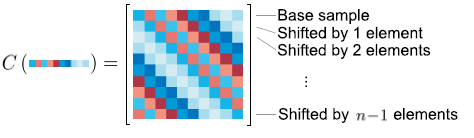 C ( ) =
Base sample
Shifted by 1 element
Shifted by 2 elements
⋮
Shifted by n−1 elements